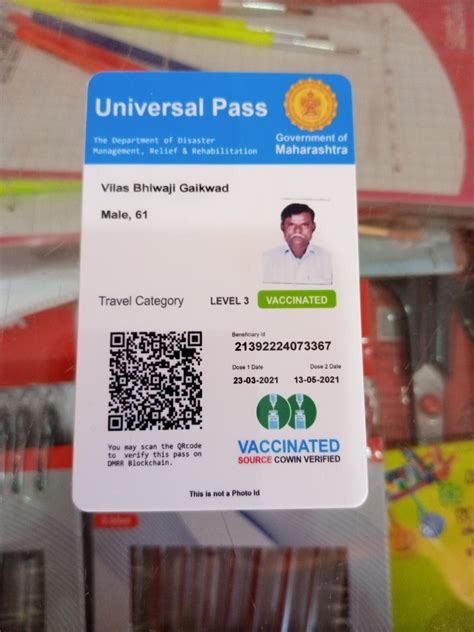 Universal Pass
The Department of Disaster
Management, Relief & Rehabilitation
Government of
Maharashtra
Vilas Bhiwaji Gaikwad
Male, 61
Travel Category
LEVEL 3
VACCINATED
Beneficiary Id
21392224073367
Dose 1 Date
Dose 2 Date
23-03-2021
13-05-2021
You may scan the QRcode
to verify this pass on
DMRR Blockchain.
VACCINATED
SOURCE COWIN VERIFIED
This is not a Photo Id